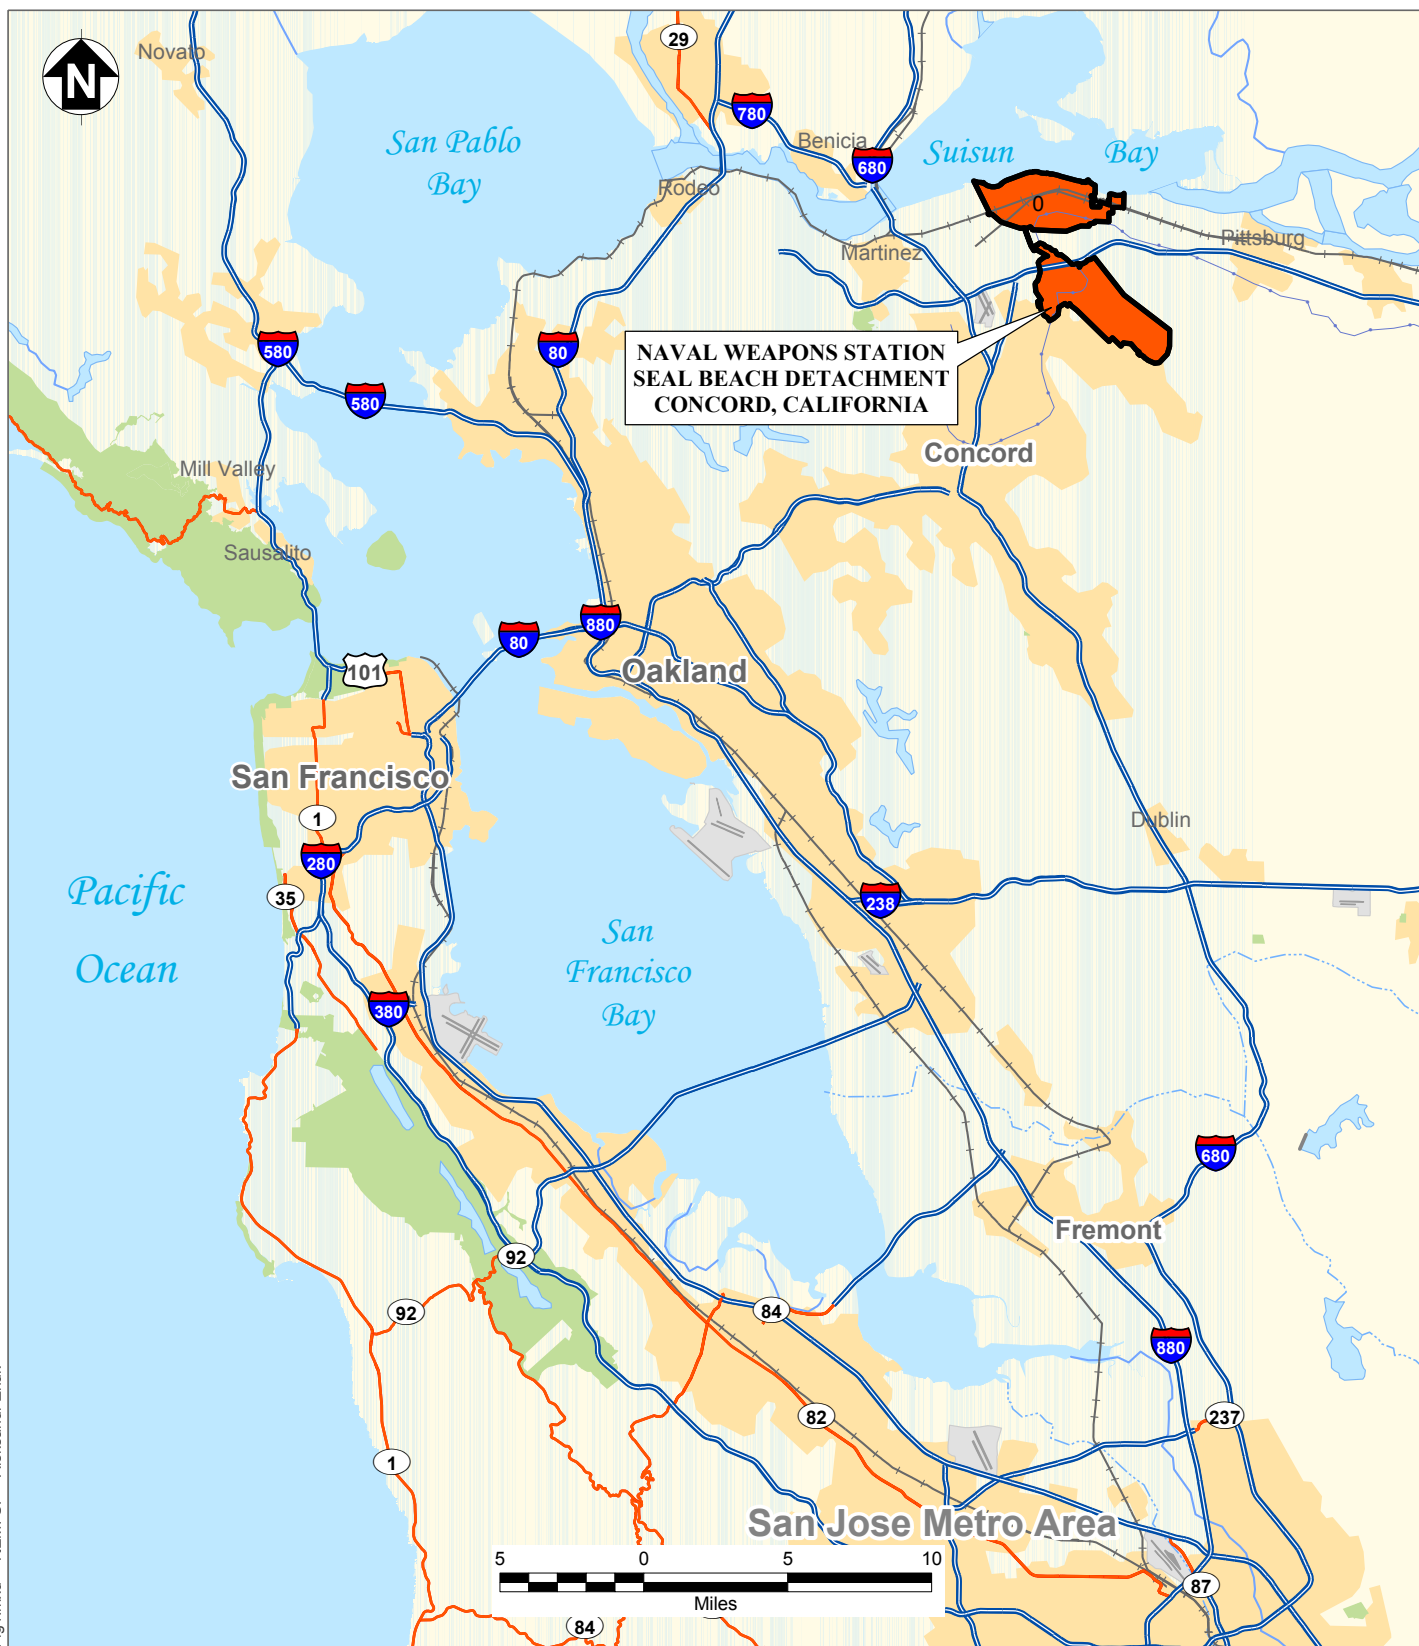 N
Novato
29
780
Benicia
680
San Pablo
Bay
Suisun Bay
Rodeo
0
Martinez
Pittsburg
580
80
580
NAVAL WEAPONS STATION
SEAL BEACH DETACHMENT
CONCORD, CALIFORNIA
Concord
Mill Valley
Sausalito
80
880
101
Oakland
San Francisco
1
280
35
Dublin
Pacific
Ocean
238
San
Francisco
Bay
380
680
Fremont
92
92
84
880
82
237
1
San Jose Metro Area
5 0 5 10
Miles
87
84